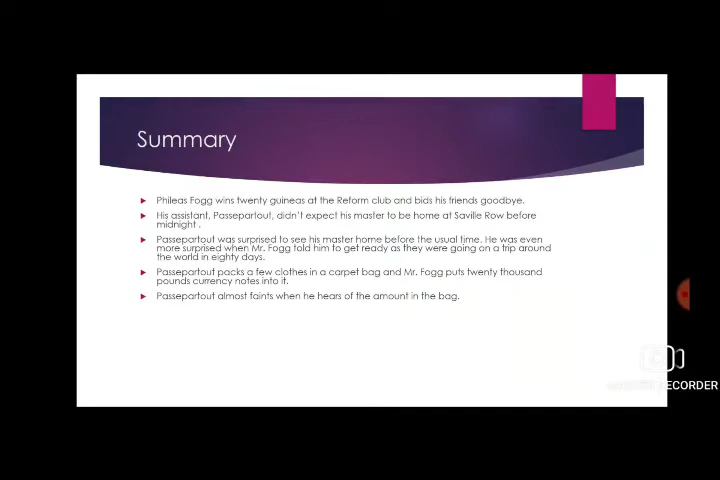 Summary
Phileas Fogg wins twenty guineas at the Reform club and bids his friends goodbye.
His assistant, Passepartout, didn't expect his master to be home at Saville Row before
midnight .
Passepartout was surprised to see his master home before the usual time. He was even
more surprised when Mr. Fogg told him to get ready as they were going on a trip around
the world in eighty days.
Passepartout packs a few clothes in a carpet bag and Mr. Fogg puts twenty thousand
pounds currency notes into it.
Passepartout almost faints when he hears of the amount in the bag.
RECORDER